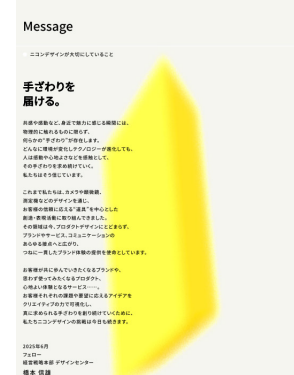 Message
ニコンデザインが大切にしていること
手ざわりを
届ける。
共感や感動など、身近で魅力に感じる瞬間には、
物理的に触れるものに限らず、
何らかの“手ざわり”が存在します。
どんなに環境が変化しテクノロジーが進化しても、
人は感動や心地よさなどを感触として、
その手ざわりを求め続けていく。
私たちはそう信じています。
これまで私たちは、カメラや顕微鏡、
測定機などのデザインを通じ、
お客様の信頼に応える“道具”を中心とした
創造・表現活動に取り組んできました。
その領域は今、プロダクトデザインにとどまらず、
ブランドやサービス、コミュニケーションの
あらゆる接点へと広がり、
つねに一貫したブランド体験の提供を使命としています。
お客様が共に歩んでいきたくなるブランドや、
思わず使ってみたくなるプロダクト、
心地よい体験となるサービス……。
お客様それぞれの課題や要望に応えるアイデアを
クリエイティブの力で可視化し、
真に求められる手ざわりを創り続けていくために、
私たちニコンデザインの挑戦は今日も続きます。
2025年6月
フェロー
経営戦略本部 デザインセンター
橋本 信雄